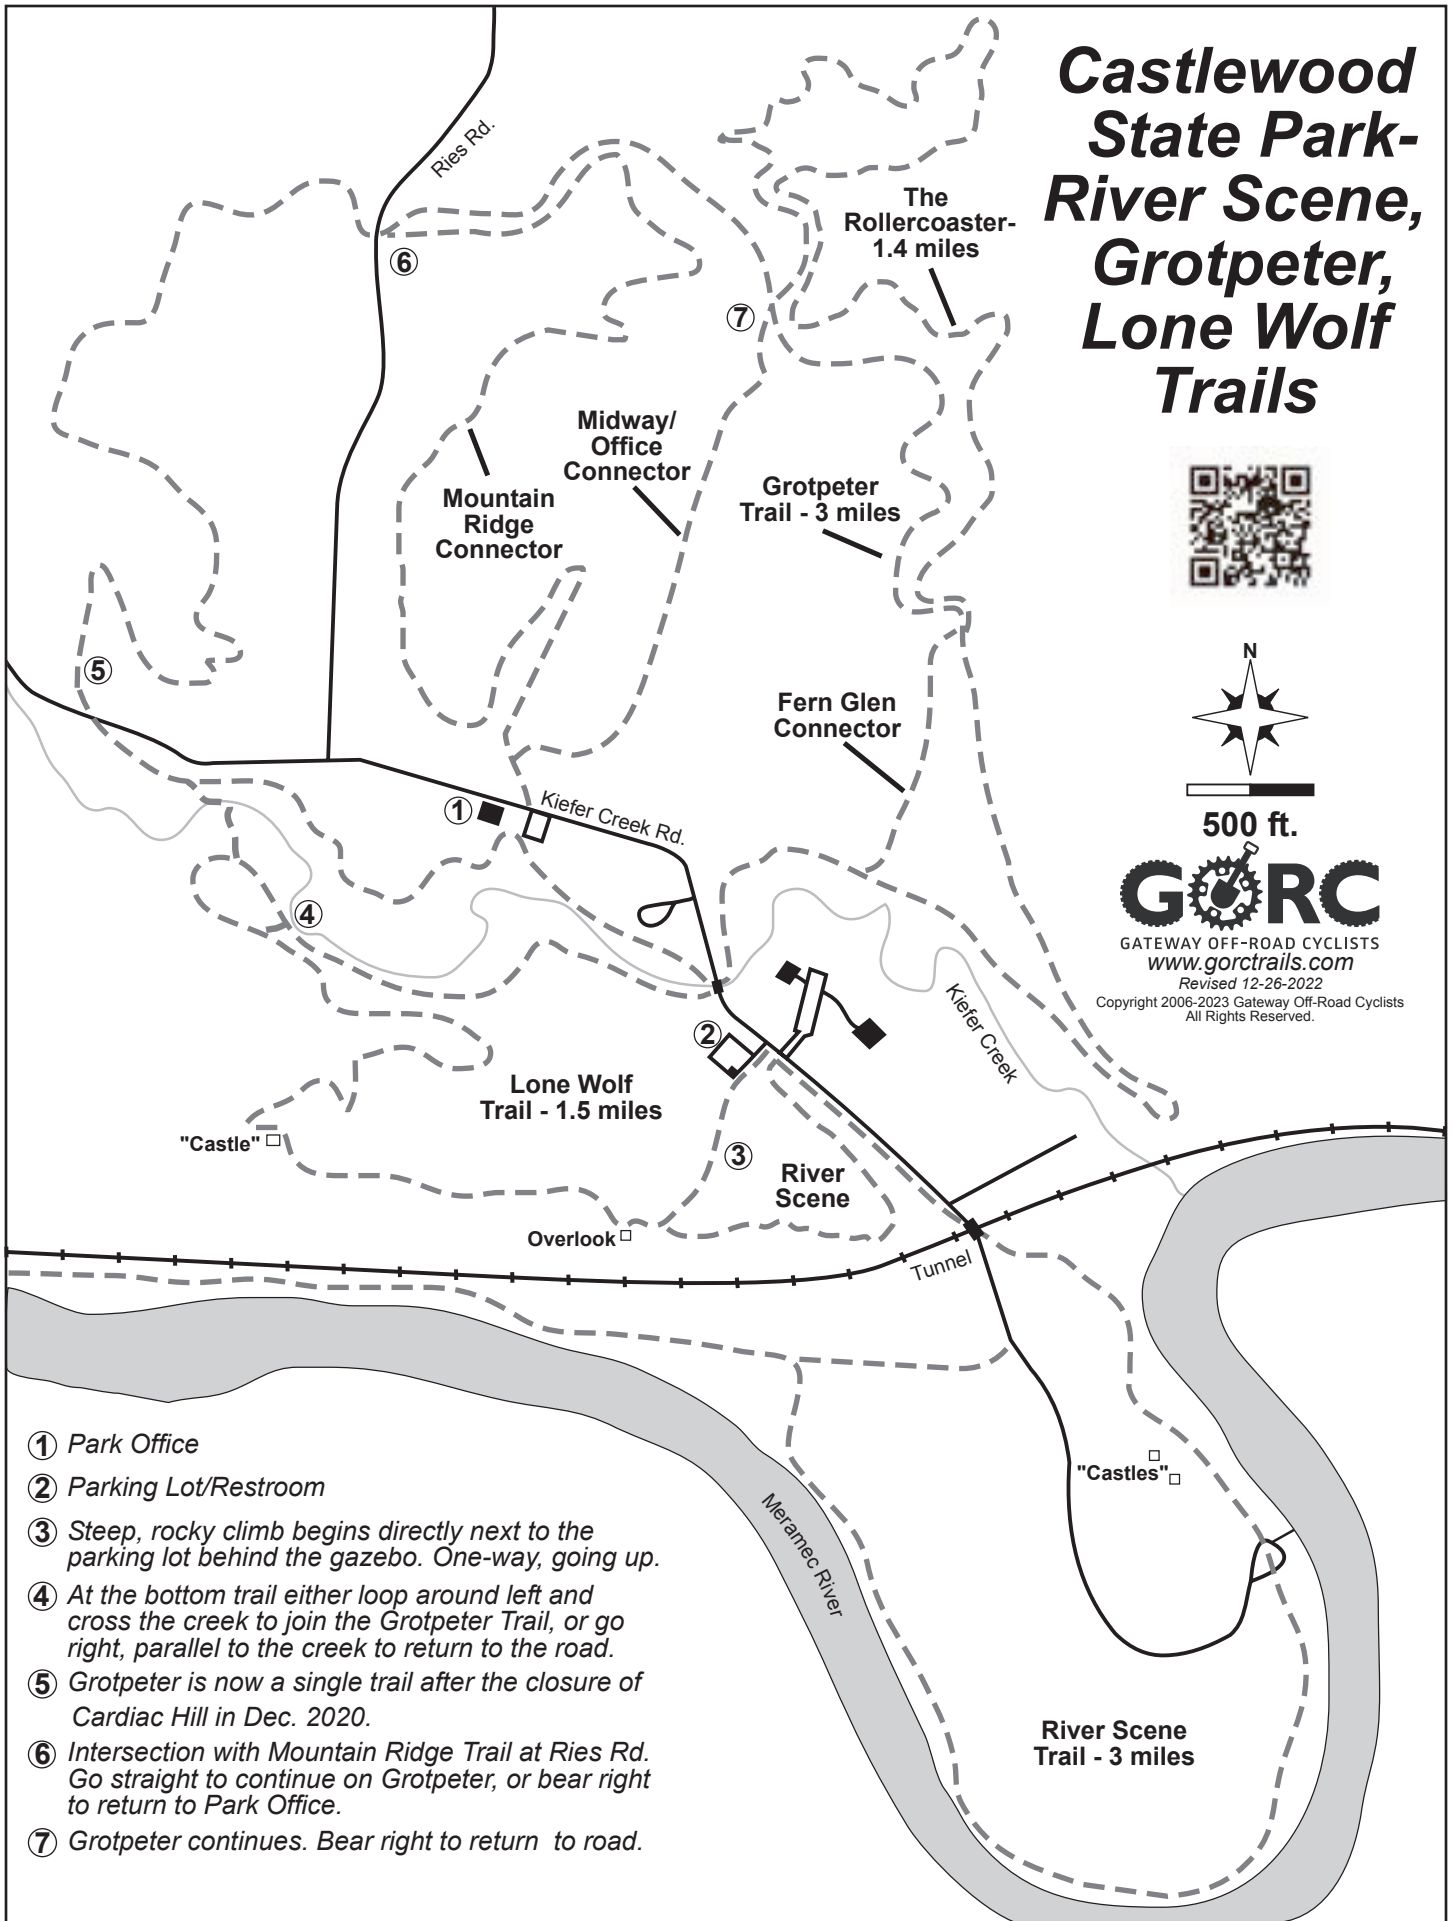 Castlewood
State Park-
River Scene,
Grotpeter,
Lone Wolf
Trails
Ries Rd.
The
Rollercoaster-
1.4 miles
6
7
Midway/
Office
Connector
Mountain
Ridge
Connector
Grotpeter
Trail - 3 miles
5
N
Fern Glen
Connector
500 ft.
1
Kiefer Creek Rd.
GORC
GATEWAY OFF-ROAD CYCLISTS
www.gorctrails.com
Revised 12-26-2022
Copyright 2006-2023 Gateway Off-Road Cyclists
All Rights Reserved.
4
Kiefer Creek
2
Lone Wolf
Trail - 1.5 miles
"Castle"
3
River
Scene
Overlook
Tunnel
"Castles"
Meramec River
River Scene
Trail - 3 miles
1 Park Office
2 Parking Lot/Restroom
3 Steep, rocky climb begins directly next to the
parking lot behind the gazebo. One-way, going up.
4 At the bottom trail either loop around left and
cross the creek to join the Grotpeter Trail, or go
right, parallel to the creek to return to the road.
5 Grotpeter is now a single trail after the closure of
Cardiac Hill in Dec. 2020.
6 Intersection with Mountain Ridge Trail at Ries Rd.
Go straight to continue on Grotpeter, or bear right
to return to Park Office.
7 Grotpeter continues. Bear right to return to road.